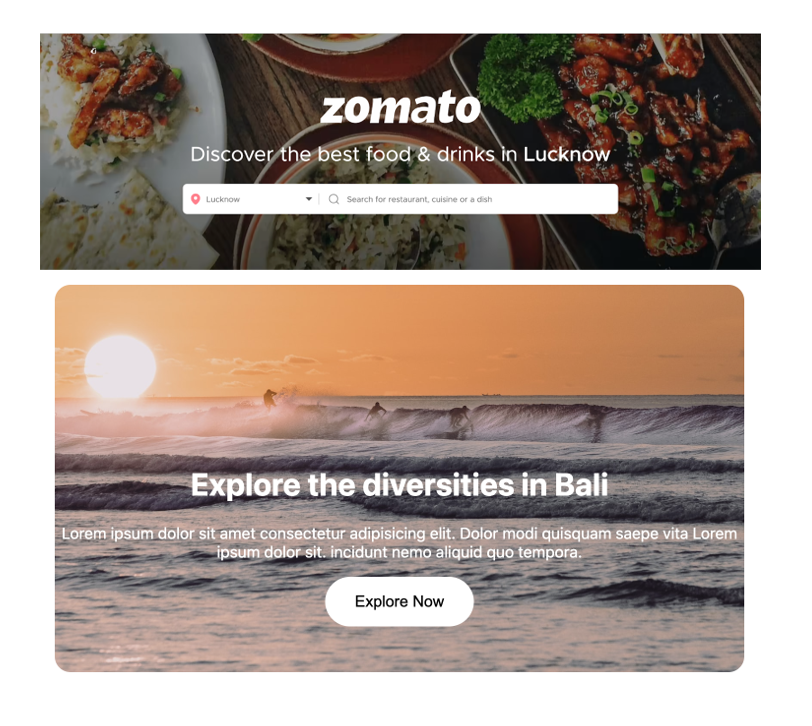 zomato
Discover the best food & drinks in Lucknow
Lucknow
Search for restaurant, cuisine or a dish
Explore the diversities in Bali
Lorem ipsum dolor sit amet consectetur adipisicing elit. Dolor modi quisquam saepe vita Lorem
ipsum dolor sit. incidunt nemo aliquid quo tempora.
Explore Now